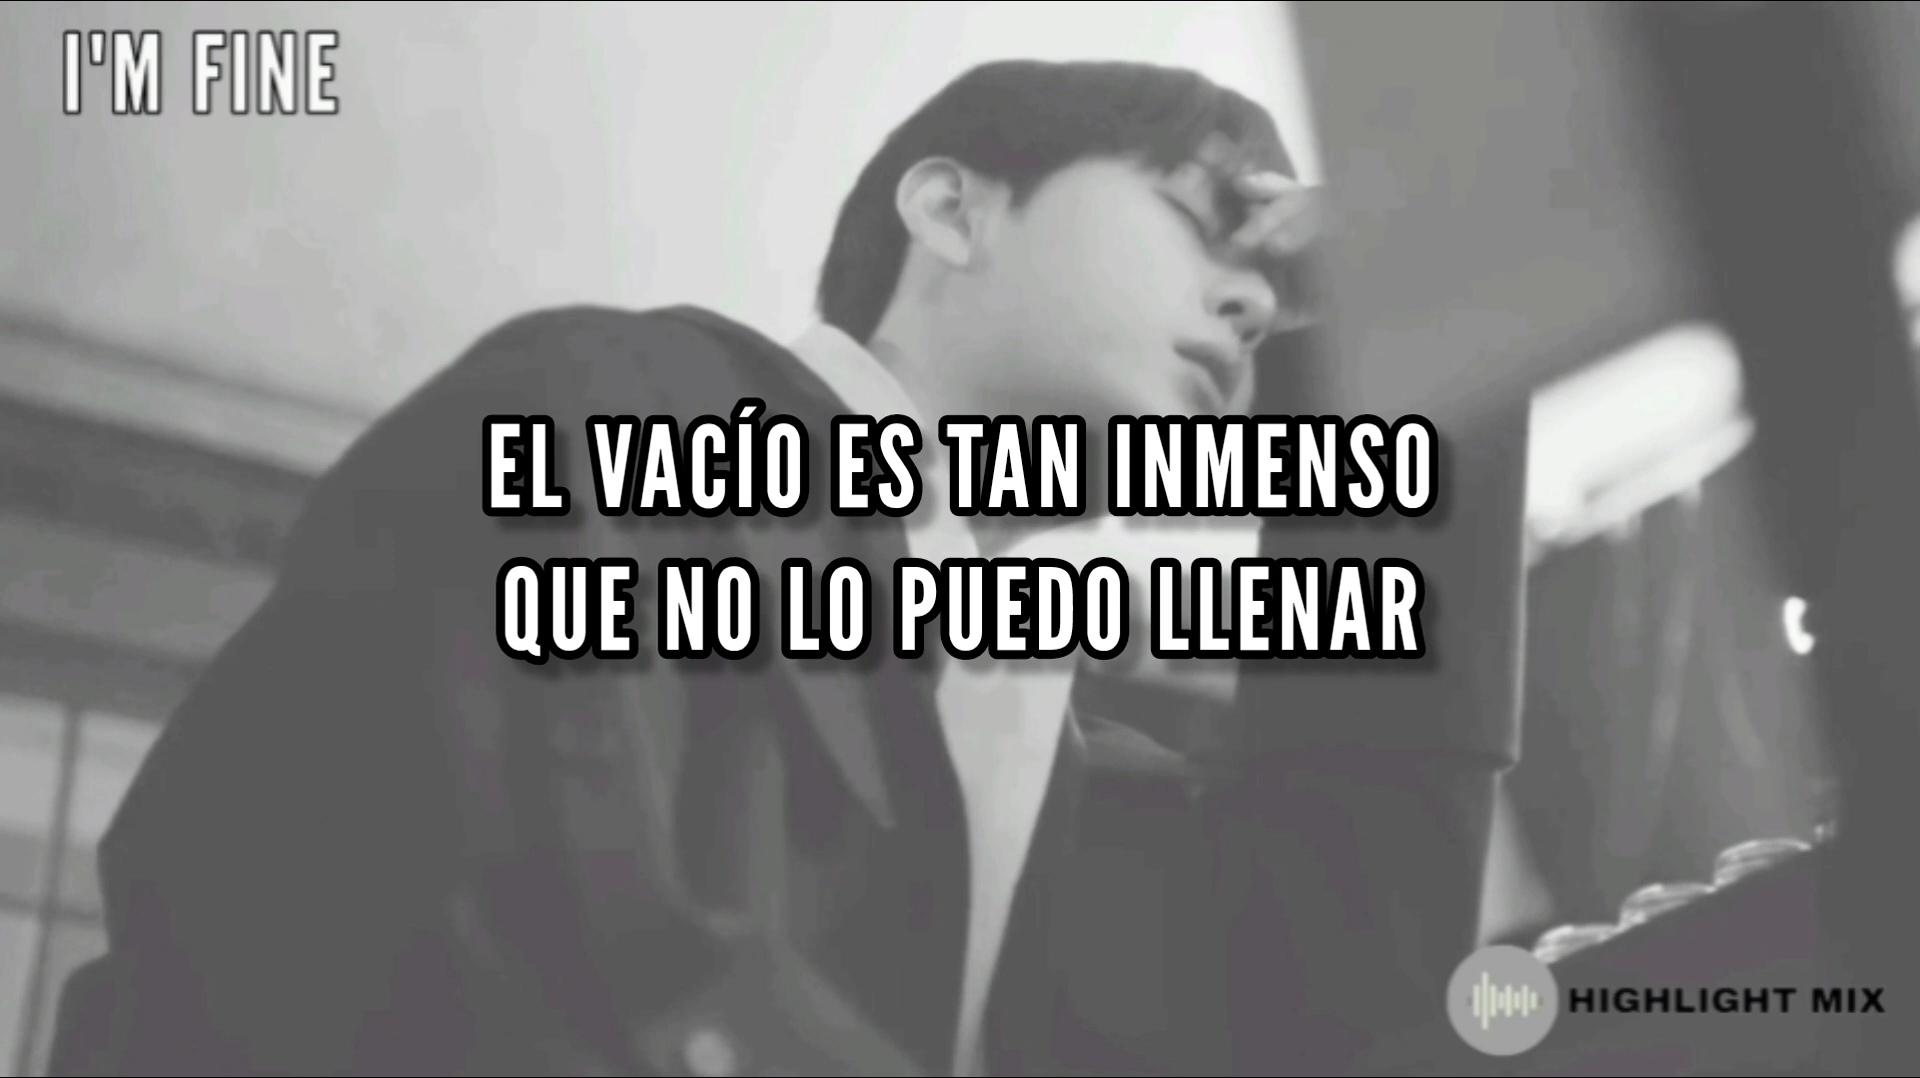 I'M FINE
EL VACÍO ES TAN INMENSO
QUE NO LO PUEDO LLENAR
HIGHLIGHT MIX